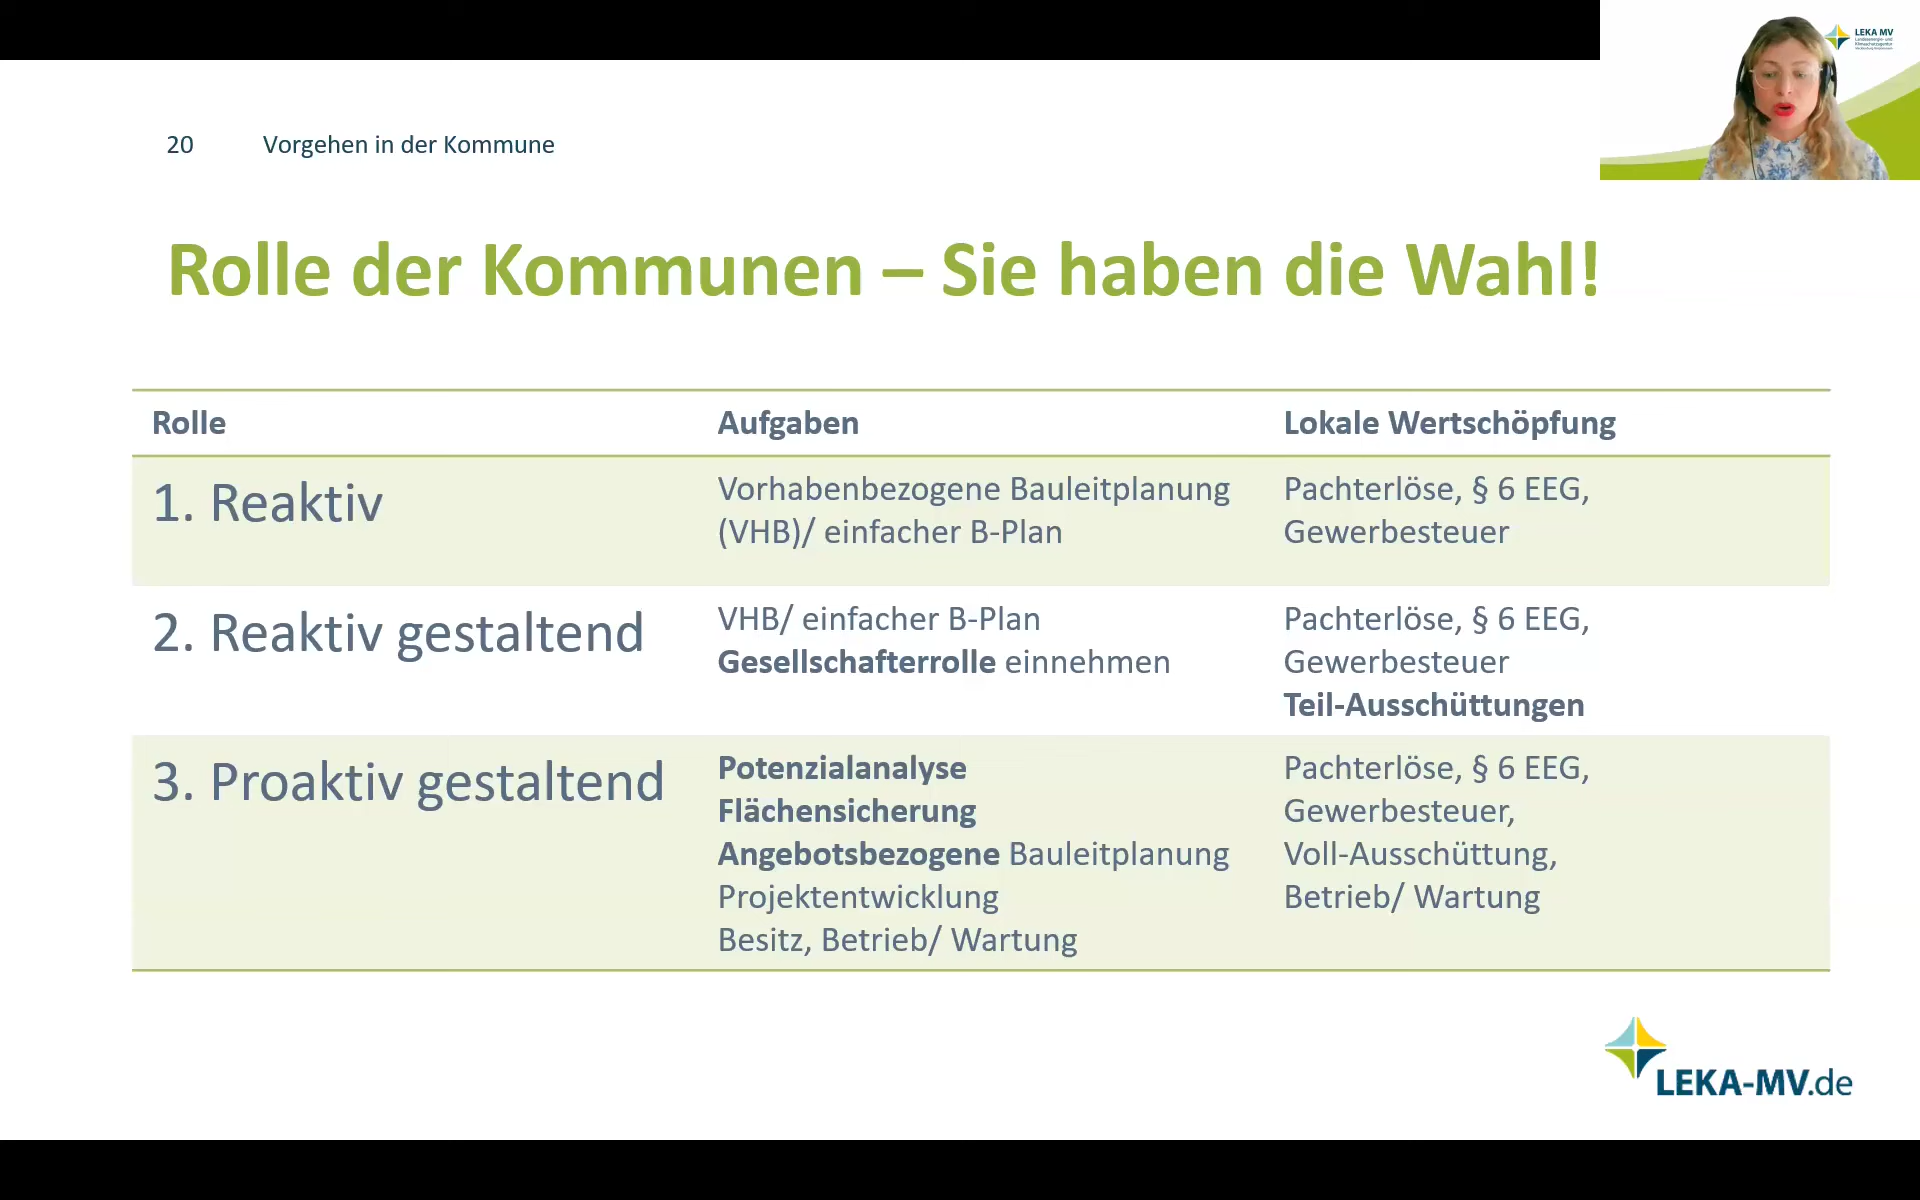 LEKA MV
20 Vorgehen in der Kommune
Rolle der Kommunen – Sie haben die Wahl!
Rolle Aufgaben Lokale Wertschöpfung
1. Reaktiv
Vorhabenbezogene Bauleitplanung
(VHB)/ einfacher B-Plan
Pachterlöse, § 6 EEG,
Gewerbesteuer
2. Reaktiv gestaltend
VHB/ einfacher B-Plan
Gesellschafterrolle einnehmen
Pachterlöse, § 6 EEG,
Gewerbesteuer
Teil-Ausschüttungen
3. Proaktiv gestaltend
Potenzialanalyse
Flächensicherung
Angebotsbezogene Bauleitplanung
Projektentwicklung
Besitz, Betrieb/ Wartung
Pachterlöse, § 6 EEG,
Gewerbesteuer,
Voll-Ausschüttung,
Betrieb/ Wartung
LEKA-MV.de